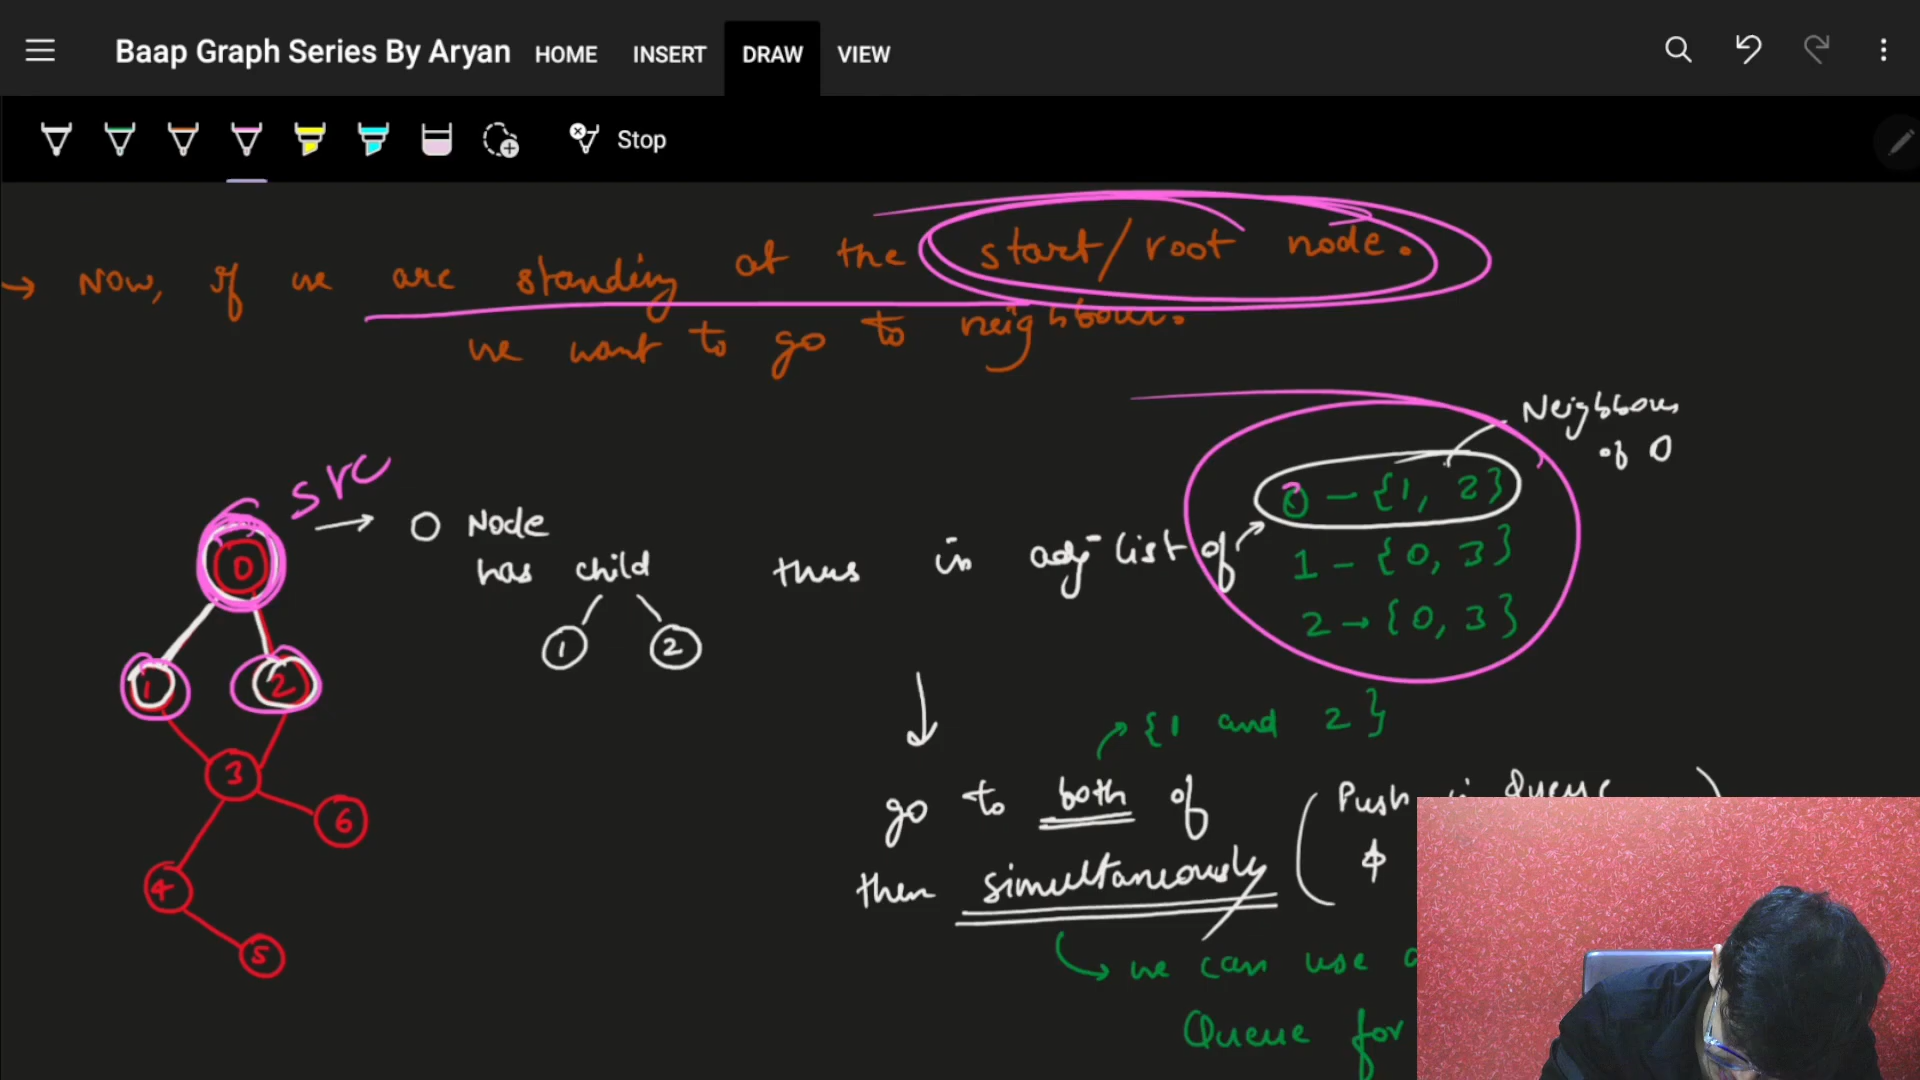 Baap Graph Series By Aryan HOME INSERT DRAW VIEW
Stop
→ Now, if we are standing at the start/root node.
we want to go to neighbour.
Neighbours
of 0
src
→ 0 Node
has child
1 2
thus in adj list of
0 – {1, 2}
1 – {0, 3}
2 → {0, 3}
0
1 2
3
6
4
5
↓
→ {1 and 2}
go to both of
then simultaneously
( Push in Queue )
→ we can use a
Queue for